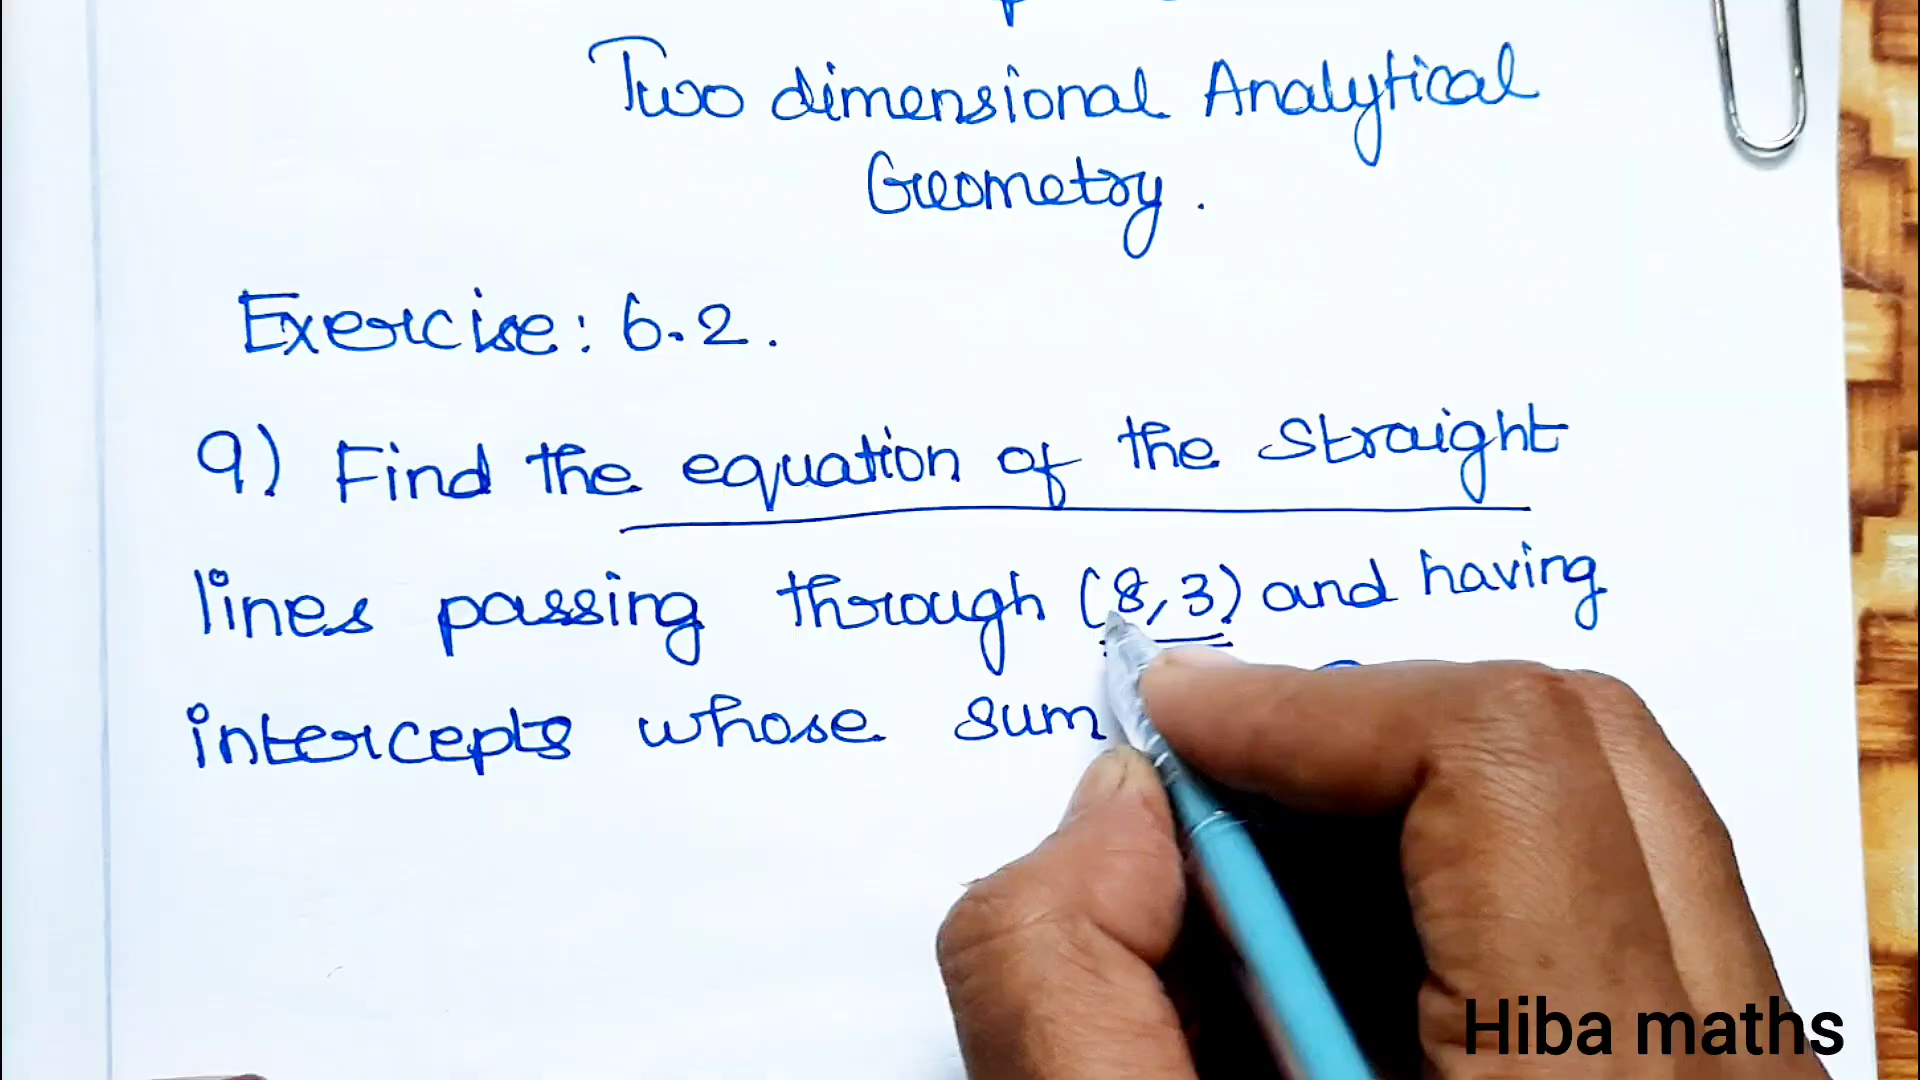 Two dimensional Analytical
Geometry.
Exercise: 6.2.
9) Find the equation of the straight
lines passing through (8,3) and having
intercepts whose sum
Hiba maths